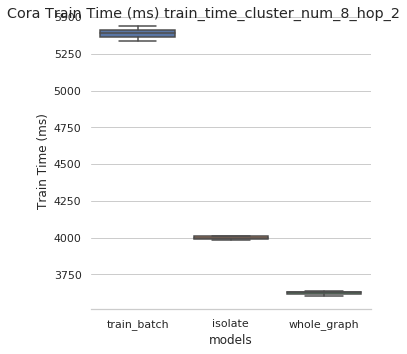 Cora Train Time (ms) train_time_cluster_num_8_hop_2
5500
5250
5000
4750
4500
4250
4000
3750
Train Time (ms)
train_batch isolate whole_graph
models